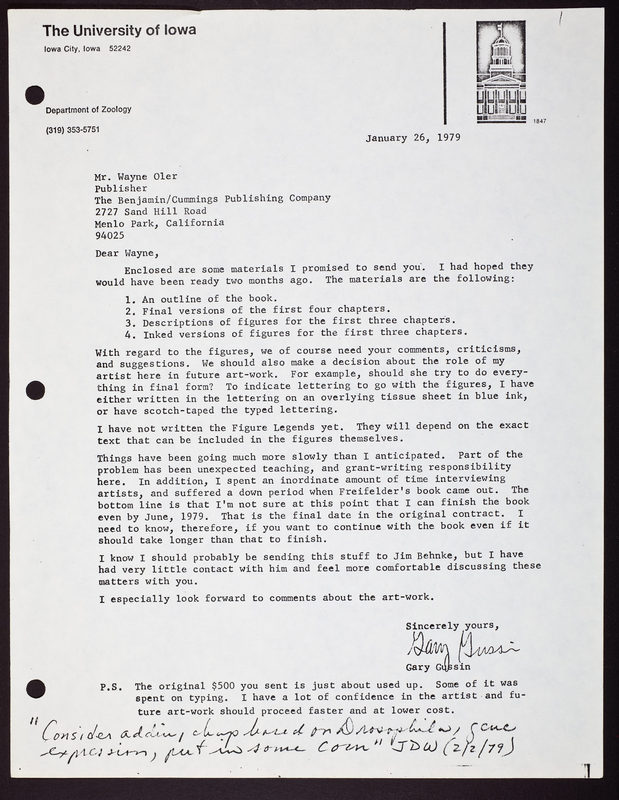 The University of Iowa
Iowa City, Iowa 52242
1847
Department of Zoology
(319) 353-5751
January 26, 1979
Mr. Wayne Oler
Publisher
The Benjamin/Cummings Publishing Company
2727 Sand Hill Road
Menlo Park, California
94025
Dear Wayne,
Enclosed are some materials I promised to send you. I had hoped they
would have been ready two months ago. The materials are the following:
1. An outline of the book.
2. Final versions of the first four chapters.
3. Descriptions of figures for the first three chapters.
4. Inked versions of figures for the first three chapters.
With regard to the figures, we of course need your comments, criticisms,
and suggestions. We should also make a decision about the role of my
artist here in future art-work. For example, should she try to do every-
thing in final form? To indicate lettering to go with the figures, I have
either written in the lettering on an overlying tissue sheet in blue ink,
or have scotch-taped the typed lettering.
I have not written the Figure Legends yet. They will depend on the exact
text that can be included in the figures themselves.
Things have been going much more slowly than I anticipated. Part of the
problem has been unexpected teaching, and grant-writing responsibility
here. In addition, I spent an inordinate amount of time interviewing
artists, and suffered a down period when Freifelder's book came out. The
bottom line is that I'm not sure at this point that I can finish the book
even by June, 1979. That is the final date in the original contract. I
need to know, therefore, if you want to continue with the book even if it
should take longer than that to finish.
I know I should probably be sending this stuff to Jim Behnke, but I have
had very little contact with him and feel more comfortable discussing these
matters with you.
I especially look forward to comments about the art-work.
Sincerely yours,
Gary Gussin
Gary Gussin
P.S. The original $500 you sent is just about used up. Some of it was
spent on typing. I have a lot of confidence in the artist and fu-
ture art-work should proceed faster and at lower cost.
"Consider adding chap based on Drosophila, gene
expression, put in some corn" JDW (2/2/79)